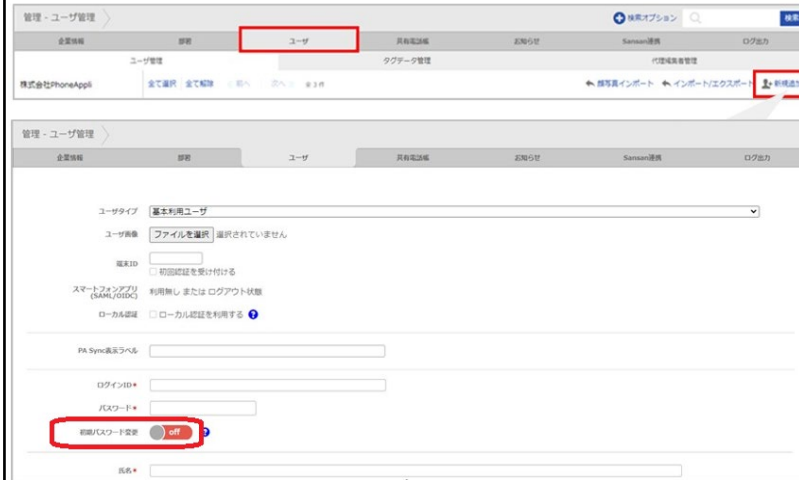 管理 - ユーザ管理
検索オプション
検索
企業情報 部署 ユーザ 共有電話帳 お知らせ Sansan連携 ログ出力
ユーザ管理 タグデータ管理 代理編集者管理
株式会社PhoneAppli 全て選択 全て解除 前へ 次へ 全3件 顔写真インポート インポート/エクスポート 新規追加
管理 - ユーザ管理
企業情報 部署 ユーザ 共有電話帳 お知らせ Sansan連携 ログ出力
ユーザタイプ 基本利用ユーザ
ユーザ画像 ファイルを選択 選択されていません
端末ID
初回認証を受け付ける
スマートフォンアプリ
(SAML/OIDC) 利用無し または ログアウト状態
ローカル認証 ローカル認証を利用する ?
PA Sync表示ラベル
ログインID*
パスワード*
初期パスワード変更 off ?
氏名*